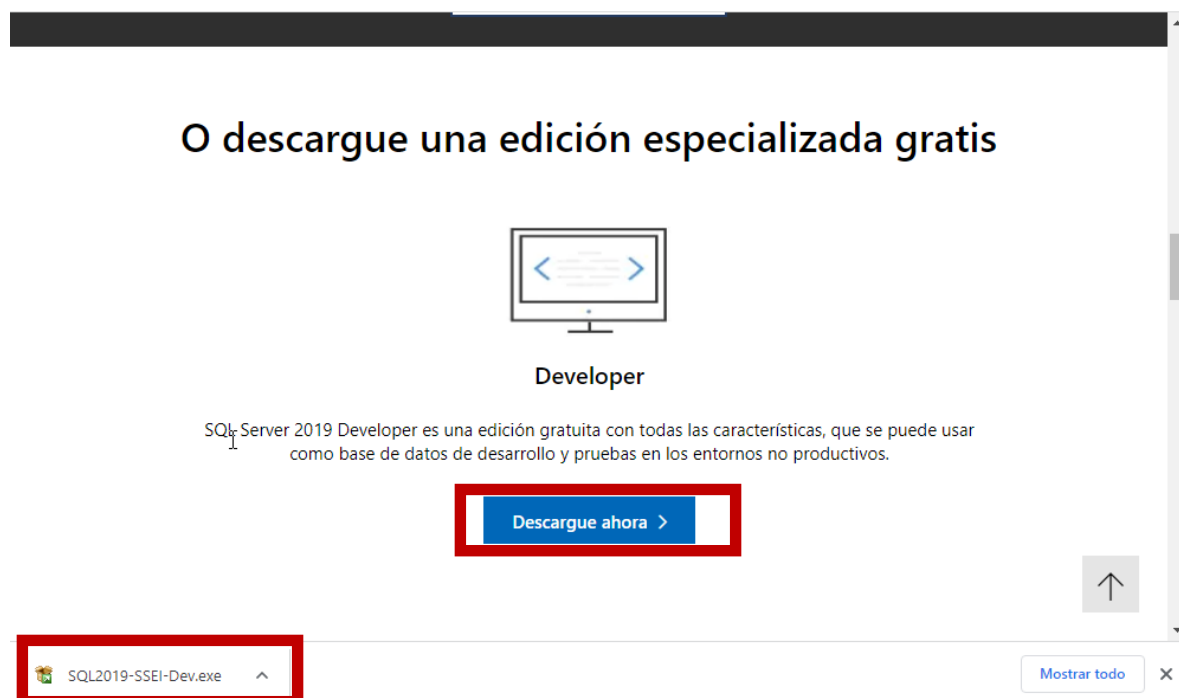 O descargue una edición especializada gratis
Developer
SQL Server 2019 Developer es una edición gratuita con todas las características, que se puede usar
como base de datos de desarrollo y pruebas en los entornos no productivos.
Descargue ahora
SQL2019-SSEI-Dev.exe
Mostrar todo